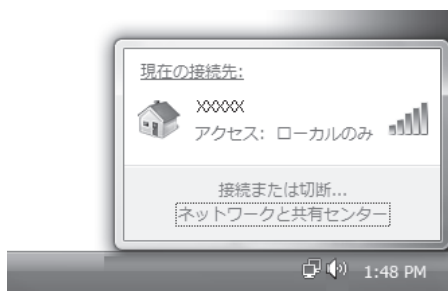 現在の接続先:
XXXXX
アクセス: ローカルのみ
接続または切断...
ネットワークと共有センター
1:48 PM